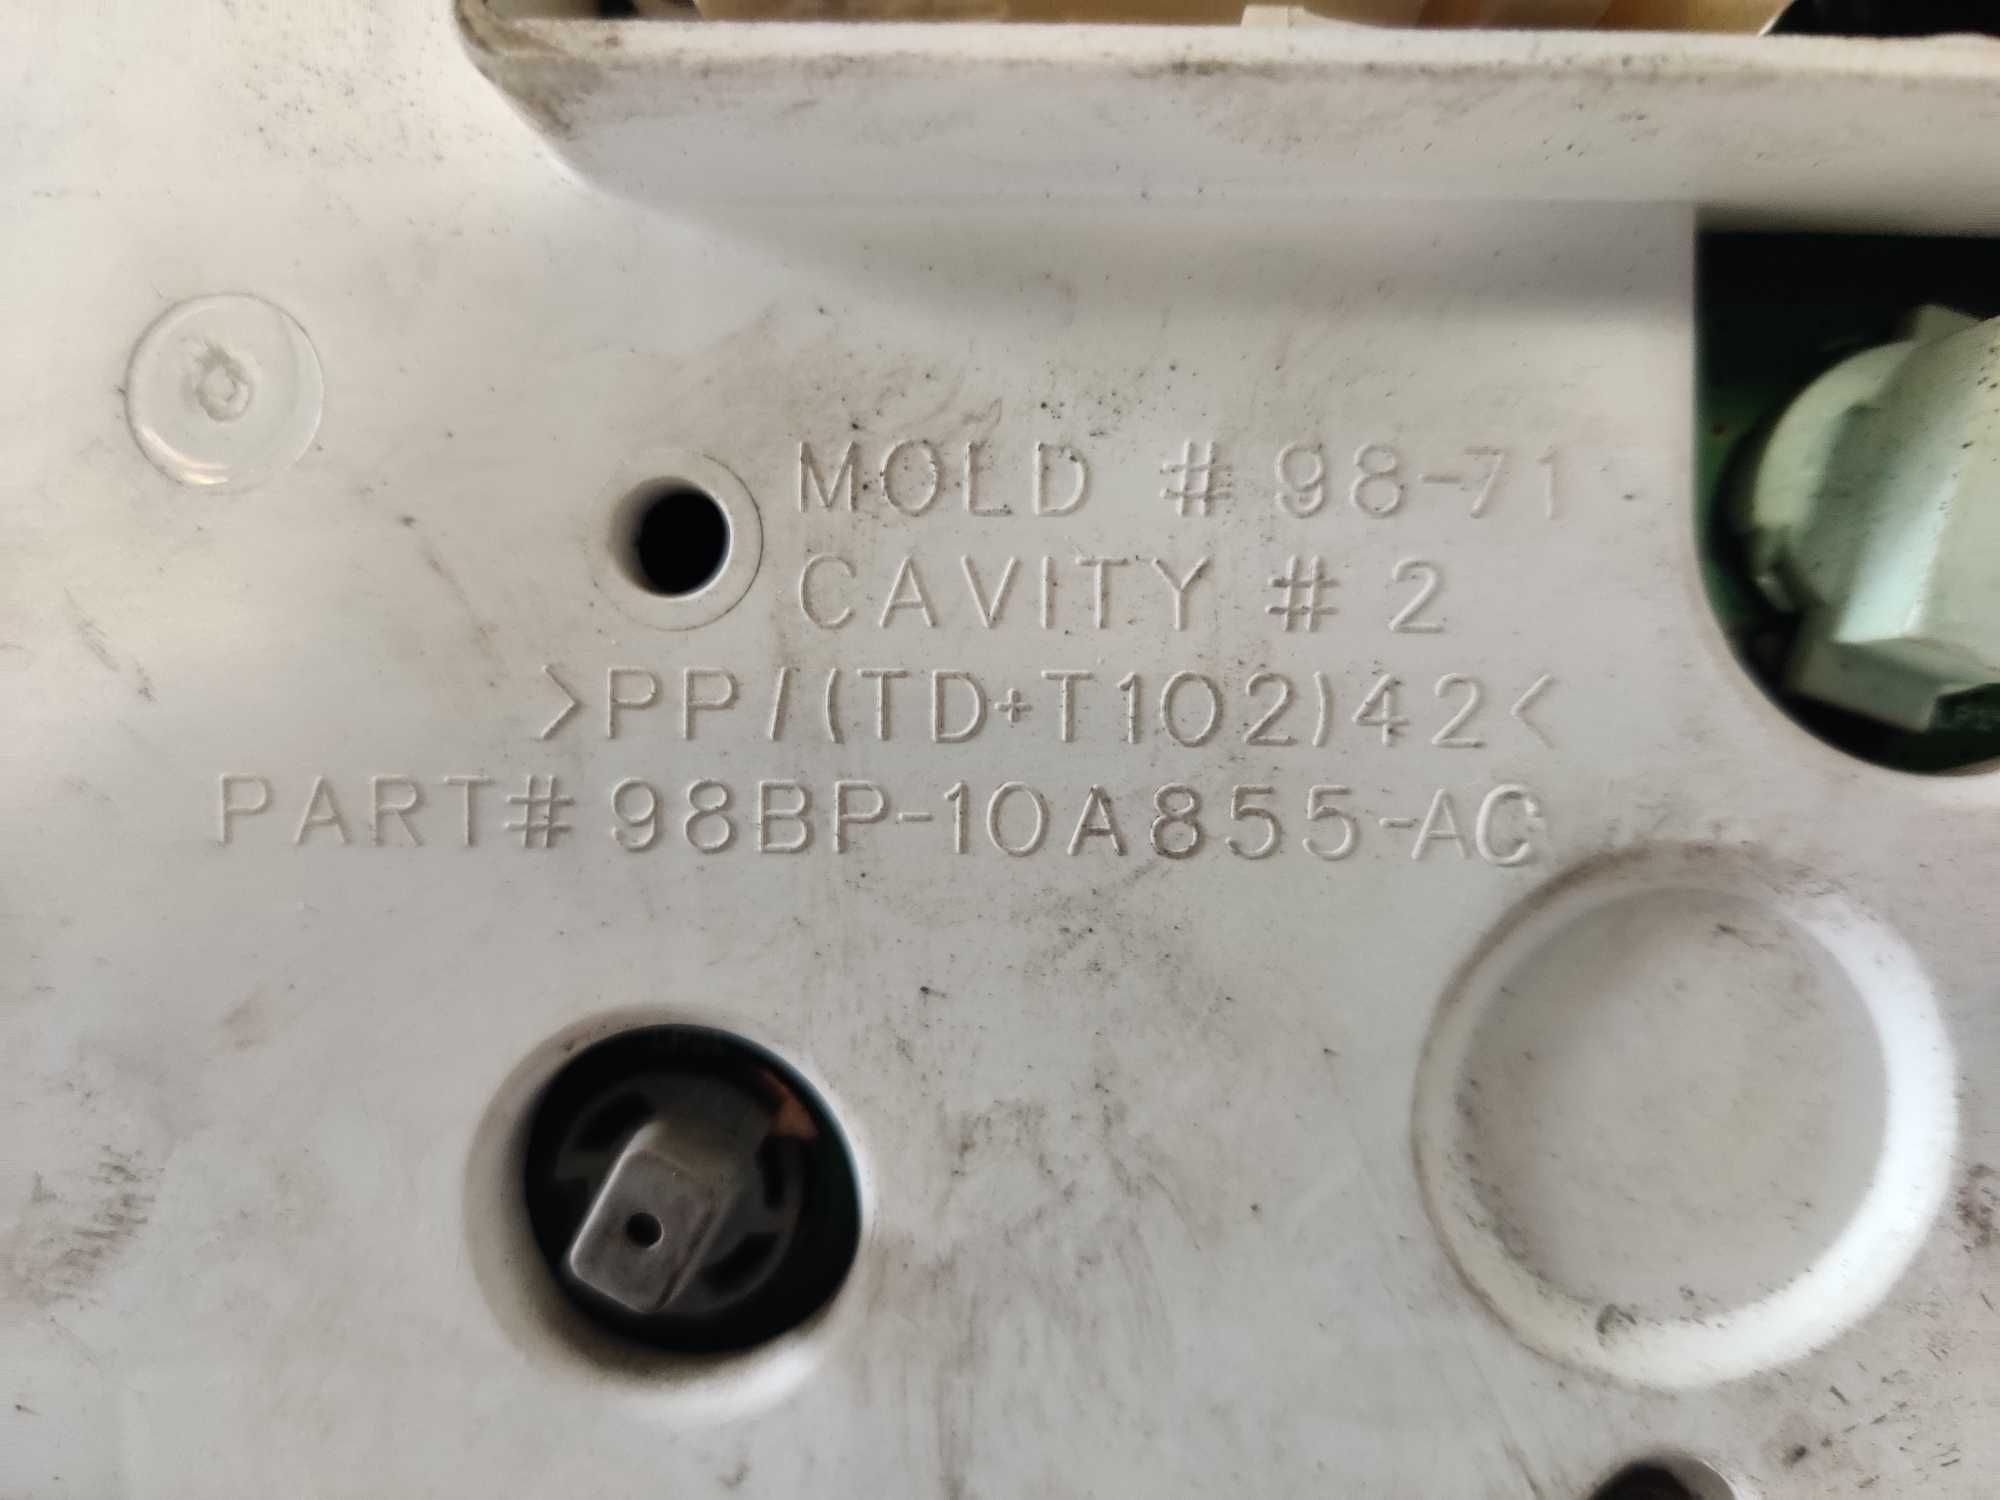 MOLD # 98-71
CAVITY # 2
>PP/(TD+T102)42<
PART# 98BP-10A855-AC